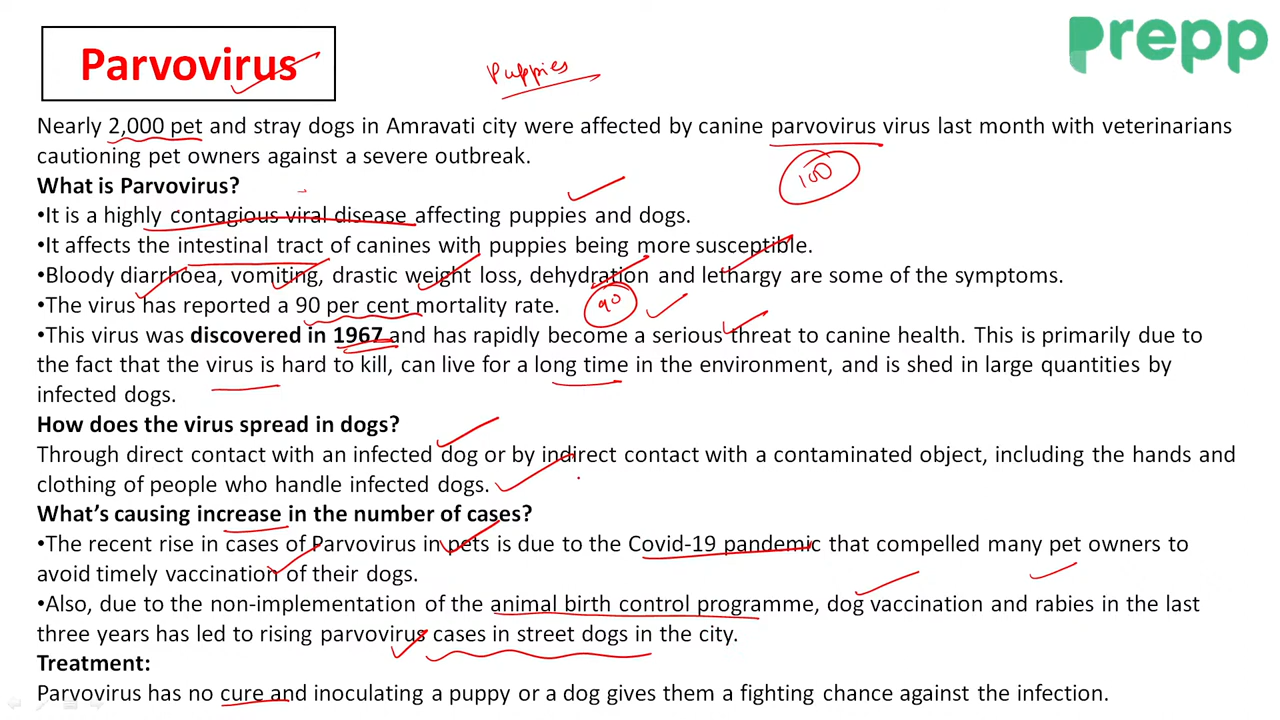 Parvovirus
prepp
Puppies
Nearly 2,000 pet and stray dogs in Amravati city were affected by canine parvovirus virus last month with veterinarians
cautioning pet owners against a severe outbreak.
100
What is Parvovirus?
•It is a highly contagious viral disease affecting puppies and dogs.
•It affects the intestinal tract of canines with puppies being more susceptible.
•Bloody diarrhoea, vomiting, drastic weight loss, dehydration and lethargy are some of the symptoms.
•The virus has reported a 90 per cent mortality rate.
90
•This virus was discovered in 1967 and has rapidly become a serious threat to canine health. This is primarily due to
the fact that the virus is hard to kill, can live for a long time in the environment, and is shed in large quantities by
infected dogs.
How does the virus spread in dogs?
Through direct contact with an infected dog or by indirect contact with a contaminated object, including the hands and
clothing of people who handle infected dogs.
What's causing increase in the number of cases?
•The recent rise in cases of Parvovirus in pets is due to the Covid-19 pandemic that compelled many pet owners to
avoid timely vaccination of their dogs.
•Also, due to the non-implementation of the animal birth control programme, dog vaccination and rabies in the last
three years has led to rising parvovirus cases in street dogs in the city.
Treatment:
Parvovirus has no cure and inoculating a puppy or a dog gives them a fighting chance against the infection.